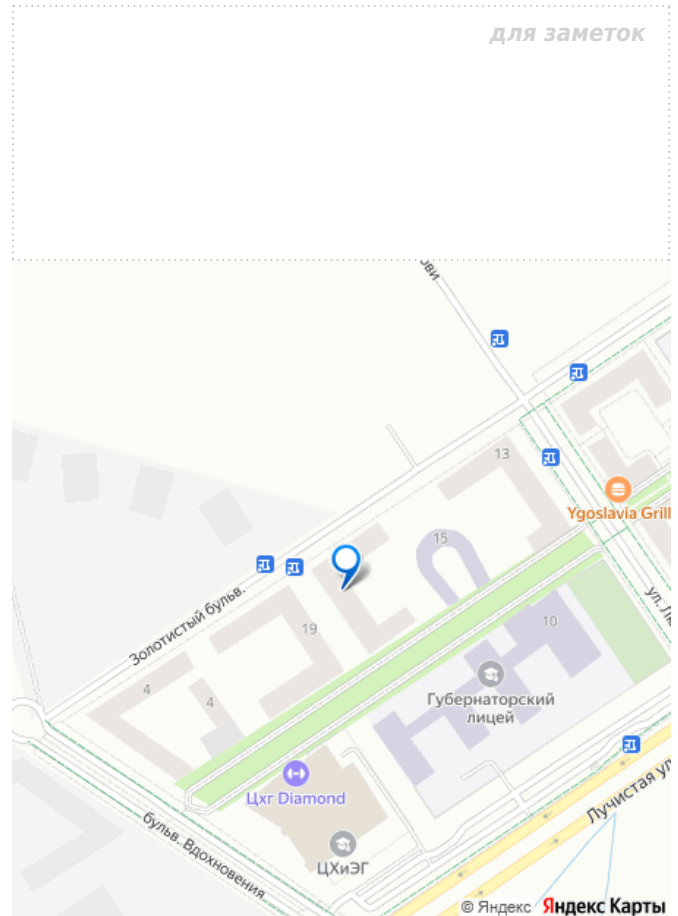 для заметок
13
Ygoslavia Grill
15
Золотистый бульв.
19
10
4
4
Губернаторский
лицей
Цхг Diamond
Лучистая ул
бульв. Вдохновения
ЦХиЭГ
© Яндекс Яндекс Карты